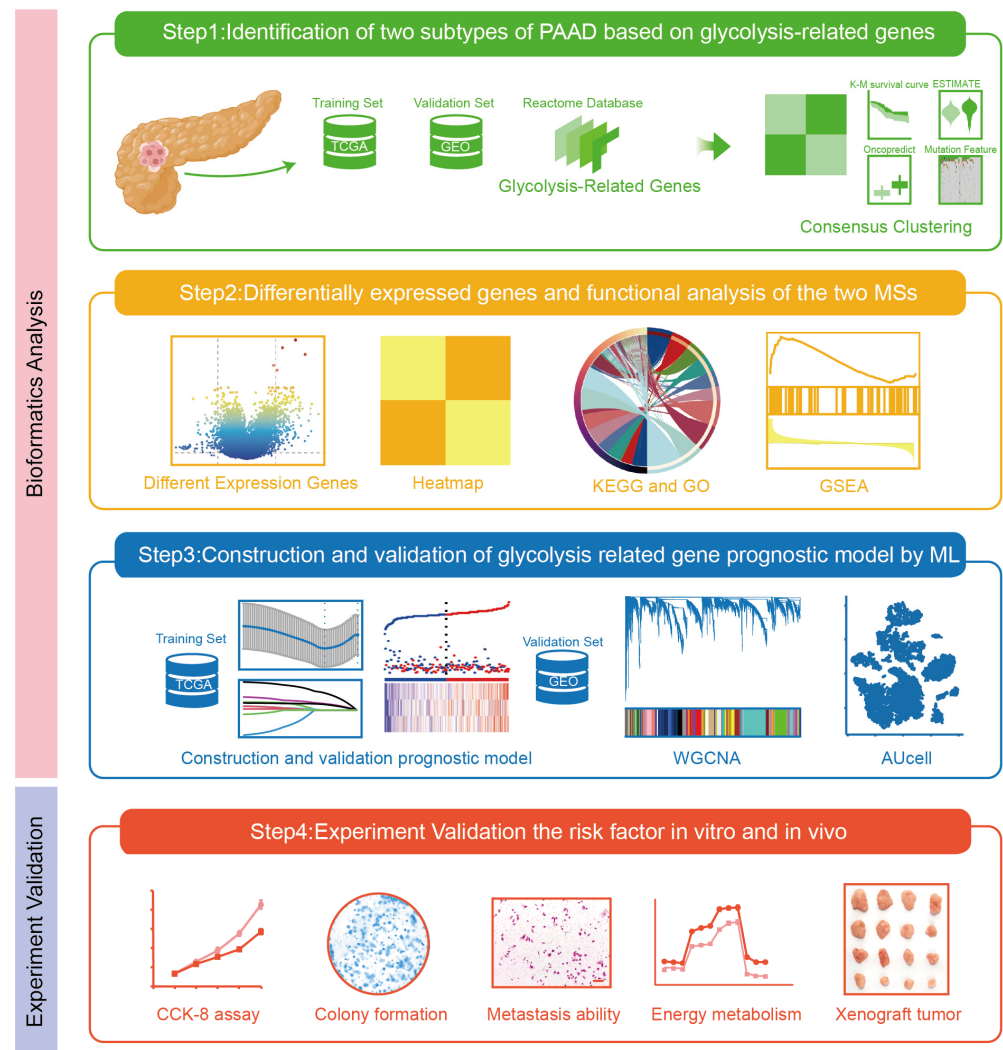 Bioformatics Analysis
Step1:Identification of two subtypes of PAAD based on glycolysis-related genes
Training Set
TCGA
Validation Set
GEO
Reactome Database
Glycolysis-Related Genes
K-M survival curve
ESTIMATE
Oncopredict
Mutation Feature
Consensus Clustering
Step2:Differentially expressed genes and functional analysis of the two MSs
Different Expression Genes
Heatmap
KEGG and GO
GSEA
Step3:Construction and validation of glycolysis related gene prognostic model by ML
Training Set
TCGA
Validation Set
GEO
Construction and validation prognostic model
WGCNA
AUcell
Experiment Validation
Step4:Experiment Validation the risk factor in vitro and in vivo
CCK-8 assay
Colony formation
Metastasis ability
Energy metabolism
Xenograft tumor